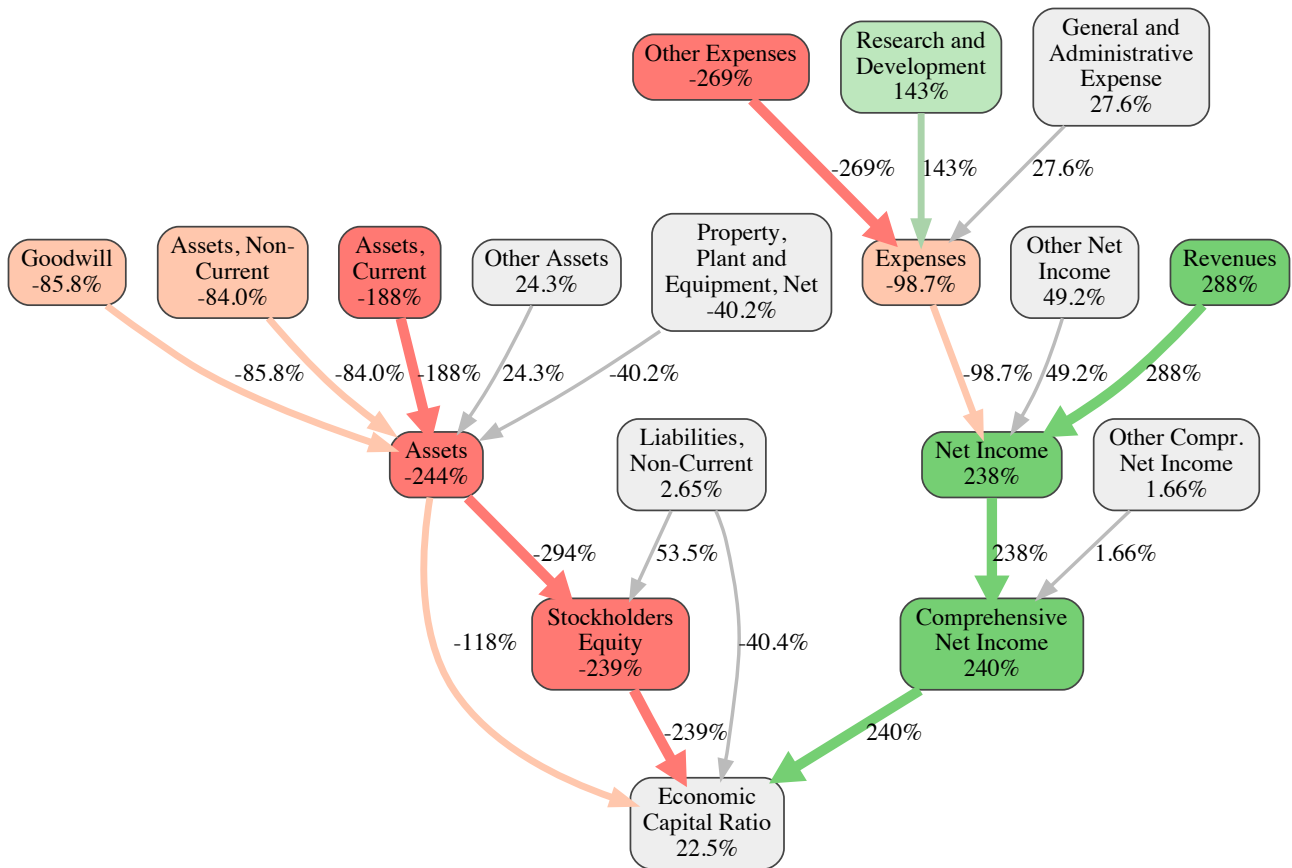 Other Expenses
-269%
Research and
Development
143%
General and
Administrative
Expense
27.6%
-269%
143%
27.6%
Goodwill
-85.8%
Assets, Non-
Current
-84.0%
Assets,
Current
-188%
Other Assets
24.3%
Property,
Plant and
Equipment, Net
-40.2%
Expenses
-98.7%
Other Net
Income
49.2%
Revenues
288%
-85.8%
-84.0%
-188%
24.3%
-40.2%
-98.7%
49.2%
288%
Assets
-244%
Liabilities,
Non-Current
2.65%
Net Income
238%
Other Compr.
Net Income
1.66%
-294%
53.5%
238%
1.66%
-118%
Stockholders
Equity
-239%
-40.4%
Comprehensive
Net Income
240%
-239%
240%
Economic
Capital Ratio
22.5%